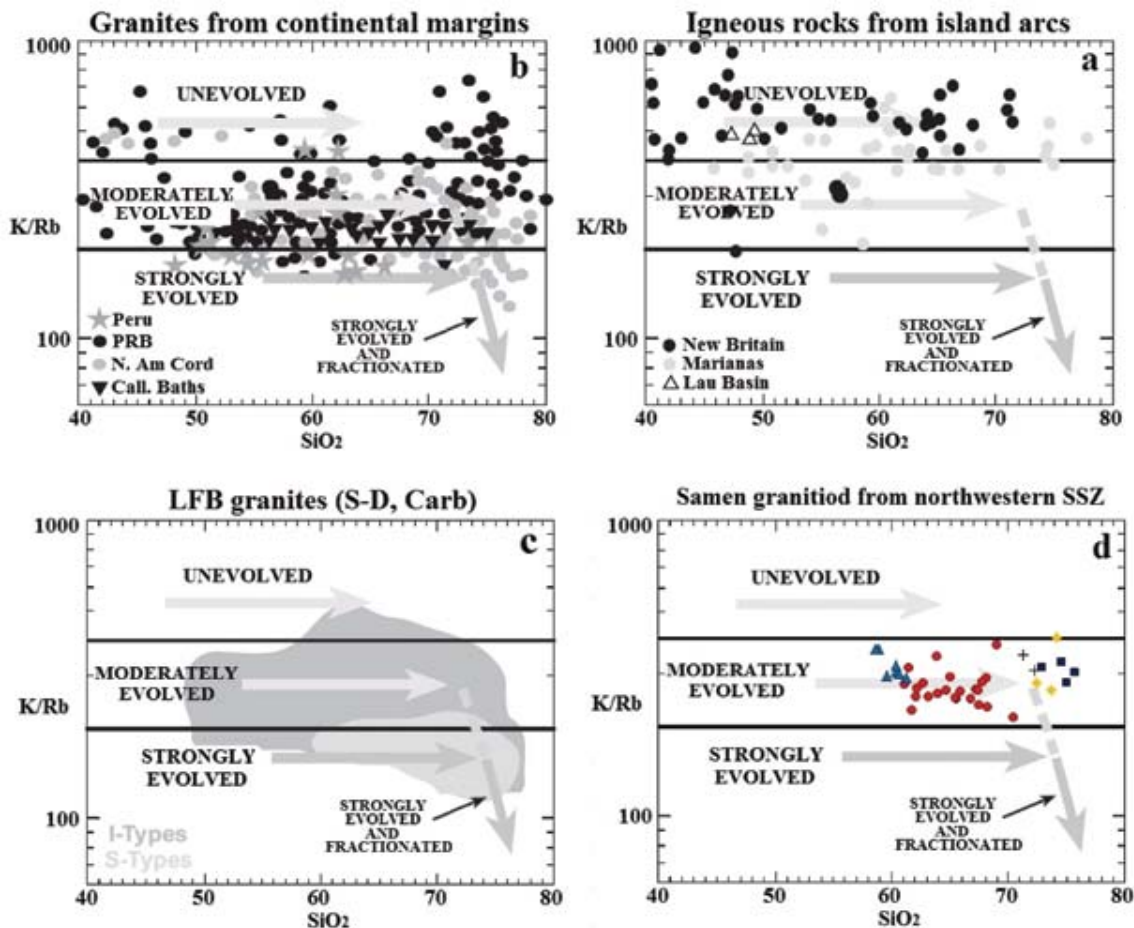 Granites from continental margins
1000
b
UNEVOLVED
MODERATELY
EVOLVED
K/Rb
STRONGLY
EVOLVED
100
Peru
PRB
N. Am Cord
Call. Baths
STRONGLY
EVOLVED
AND
FRACTIONATED
40 50 60 70 80
SiO2
Igneous rocks from island arcs
1000
a
UNEVOLVED
MODERATELY
EVOLVED
K/Rb
STRONGLY
EVOLVED
100
New Britain
Marianas
Lau Basin
STRONGLY
EVOLVED
AND
FRACTIONATED
40 50 60 70 80
SiO2
LFB granites (S-D, Carb)
1000
c
UNEVOLVED
MODERATELY
EVOLVED
K/Rb
STRONGLY
EVOLVED
100
I-Types
S-Types
STRONGLY
EVOLVED
AND
FRACTIONATED
40 50 60 70 80
SiO2
Samen granitiod from northwestern SSZ
1000
d
UNEVOLVED
MODERATELY
EVOLVED
K/Rb
STRONGLY
EVOLVED
100
STRONGLY
EVOLVED
AND
FRACTIONATED
40 50 60 70 80
SiO2